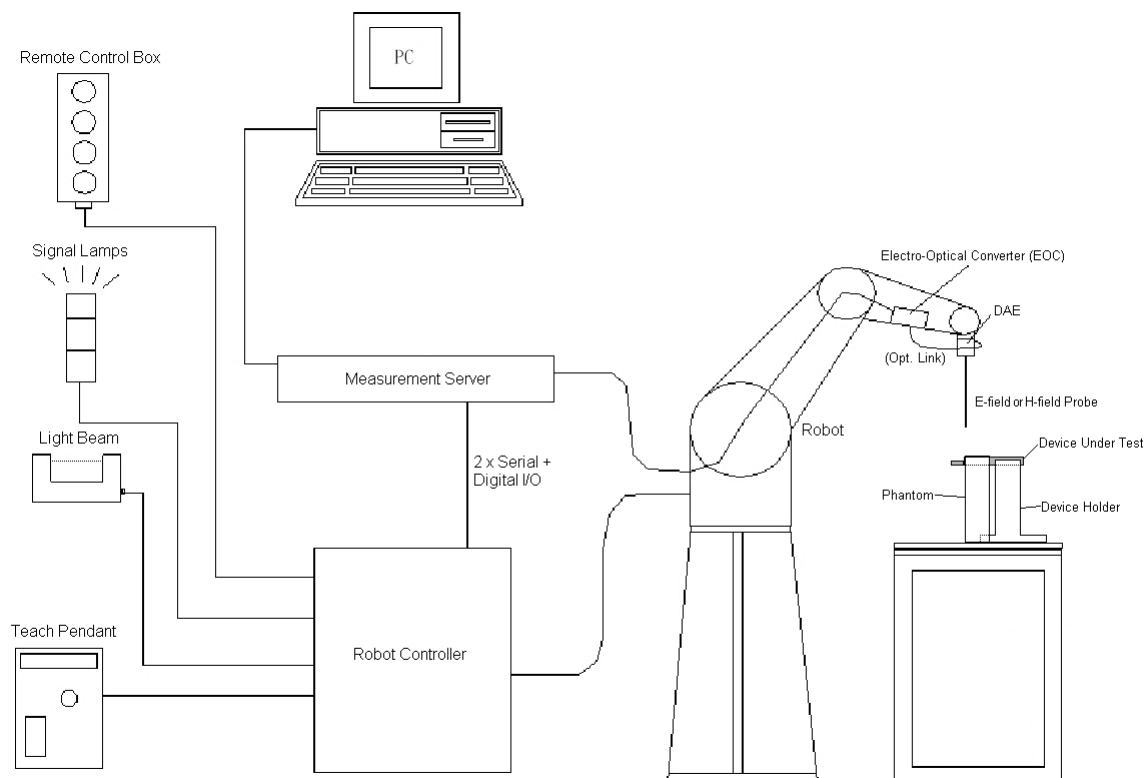 Remote Control Box
PC
Signal Lamps
Electro-Optical Converter (EOC)
DAE
(Opt. Link)
Measurement Server
E-field or H-field Probe
Light Beam
Robot
2 x Serial +
Digital I/O
Device Under Test
Phantom
Device Holder
Teach Pendant
Robot Controller